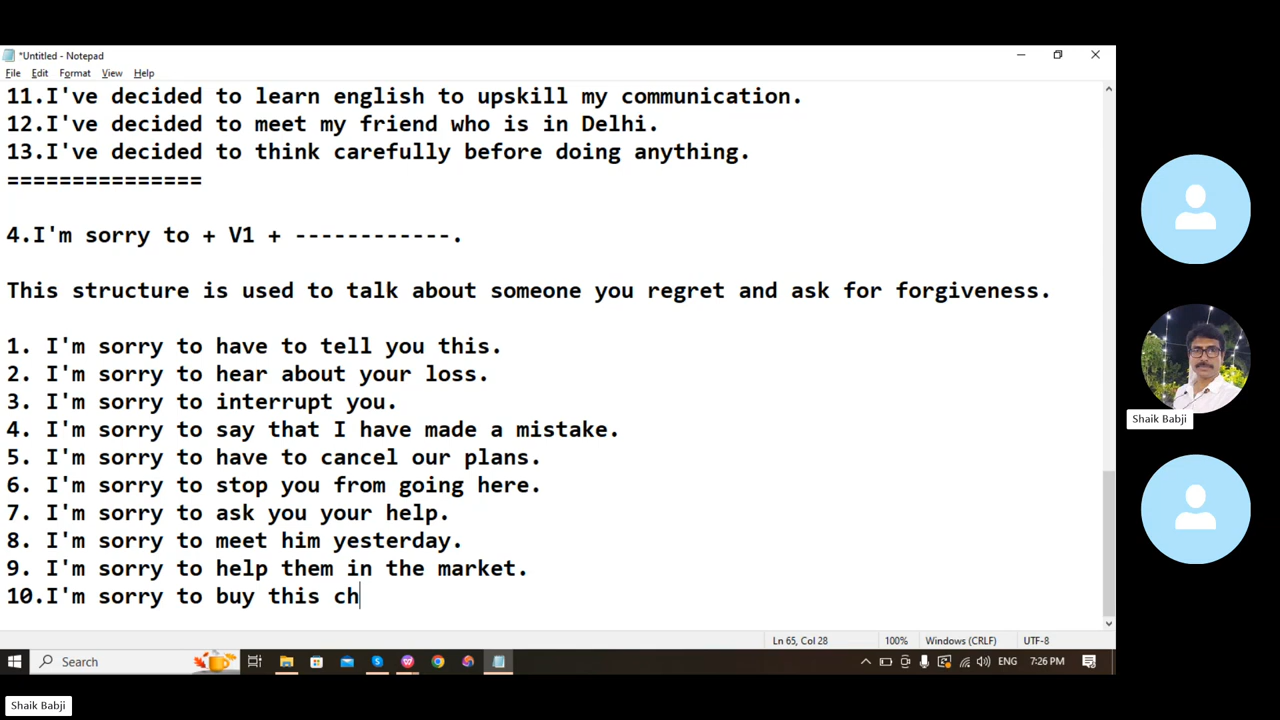 *Untitled - Notepad
File Edit Format View Help
11.I've decided to learn english to upskill my communication.
12.I've decided to meet my friend who is in Delhi.
13.I've decided to think carefully before doing anything.
===============
4.I'm sorry to + V1 + ------------.
This structure is used to talk about someone you regret and ask for forgiveness.
1. I'm sorry to have to tell you this.
2. I'm sorry to hear about your loss.
3. I'm sorry to interrupt you.
4. I'm sorry to say that I have made a mistake.
5. I'm sorry to have to cancel our plans.
6. I'm sorry to stop you from going here.
7. I'm sorry to ask you your help.
8. I'm sorry to meet him yesterday.
9. I'm sorry to help them in the market.
10.I'm sorry to buy this ch
Ln 65, Col 28 100% Windows (CRLF) UTF-8
Search
ENG 7:26 PM
Shaik Babji
Shaik Babji